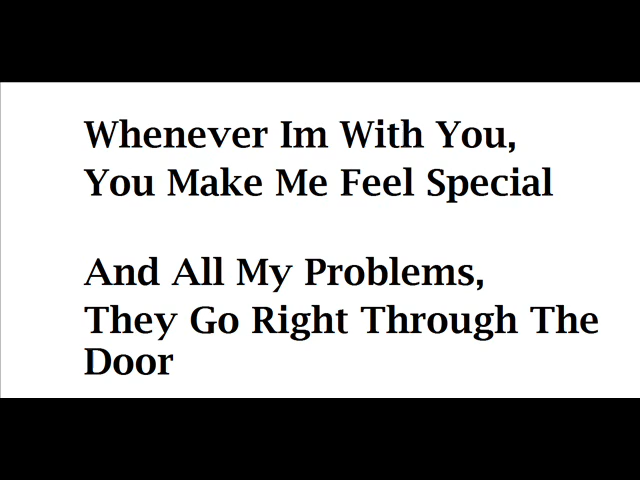 Whenever Im With You,
You Make Me Feel Special
And All My Problems,
They Go Right Through The
Door